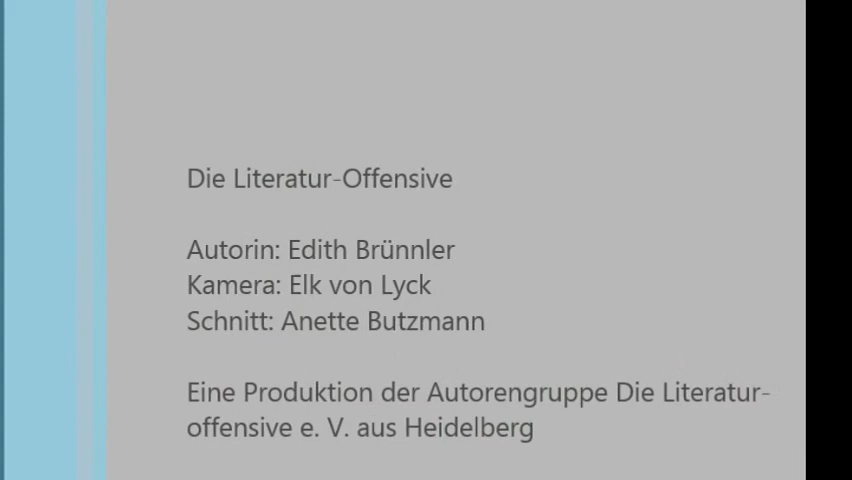 Die Literatur-Offensive
Autorin: Edith Brünnler
Kamera: Elk von Lyck
Schnitt: Anette Butzmann
Eine Produktion der Autorengruppe Die Literatur-
offensive e. V. aus Heidelberg